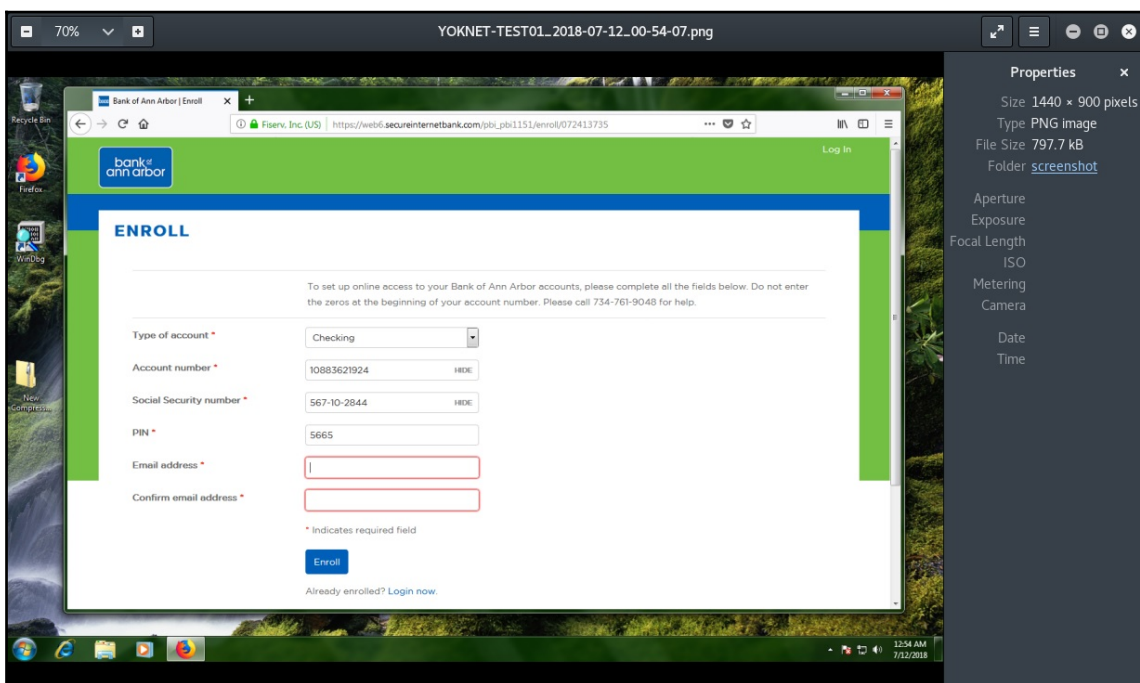 70%
YOKNET-TEST01_2018-07-12_00-54-07.png
Properties
Size 1440 × 900 pixels
Type PNG image
File Size 797.7 kB
Folder screenshot
Aperture
Exposure
Focal Length
ISO
Metering
Camera
Date
Time
Recycle Bin
Firefox
WinDbg
New
Bank of Ann Arbor | Enroll
Fiserv, Inc. (US) https://web6.secureinternetbank.com/pbi_pbi1151/enroll/072413735
bank of
ann arbor
Log In
ENROLL
To set up online access to your Bank of Ann Arbor accounts, please complete all the fields below. Do not enter
the zeros at the beginning of your account number. Please call 734-761-9048 for help.
Type of account * Checking
Account number * 10883621924 HIDE
Social Security number * 567-10-2844 HIDE
PIN * 5665
Email address *
Confirm email address *
* Indicates required field
Enroll
Already enrolled? Login now.
12:54 AM
7/12/2018